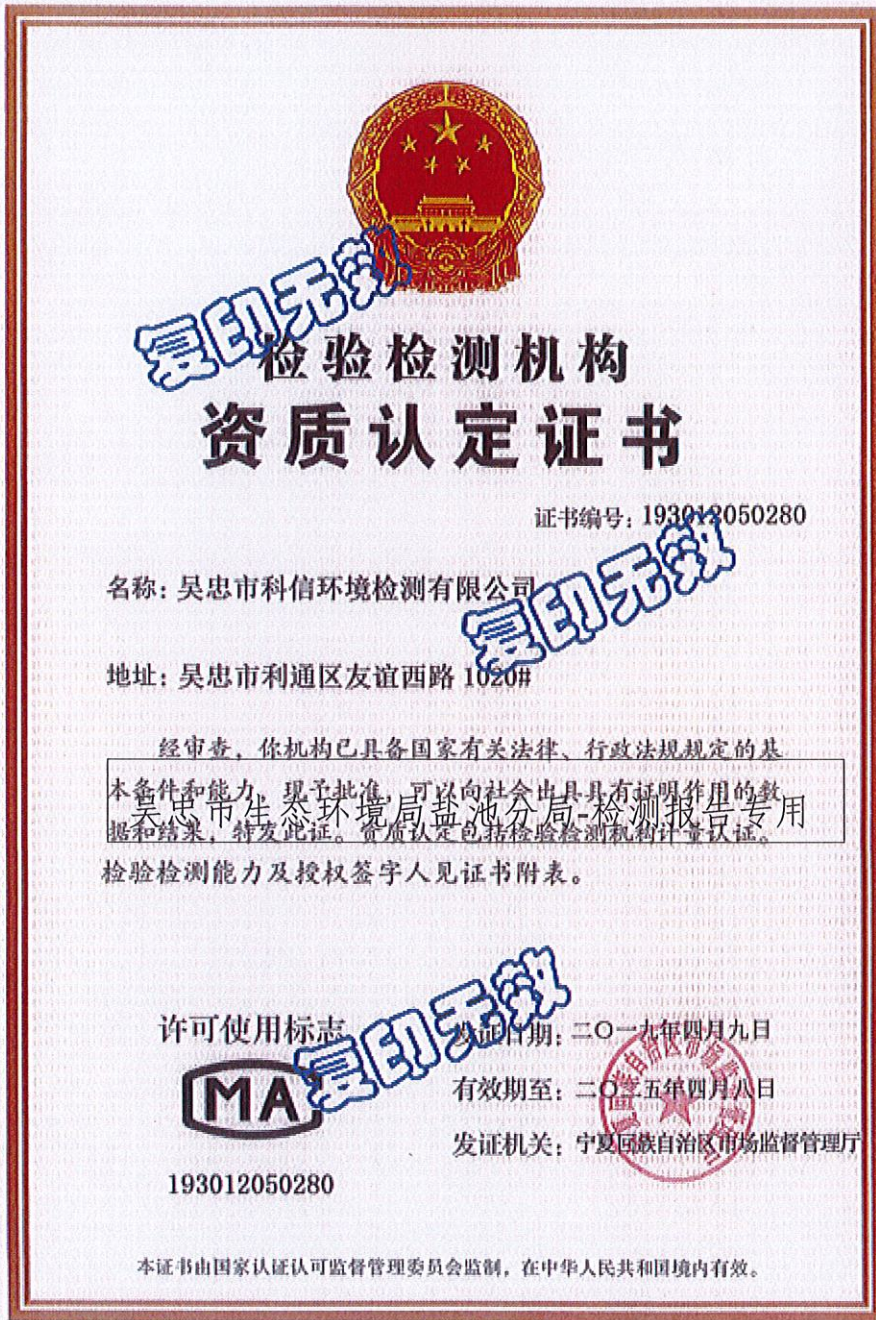 复印无效
检验检测机构
资质认定证书
证书编号：193012050280
名称：吴忠市科信环境检测有限公司
复印无效
地址：吴忠市利通区友谊西路 1020#
经审查，你机构已具备国家有关法律、行政法规规定的基
本条件和能力，现予批准，可以向社会出具具有证明作用的数
吴忠市生态环境局盐池分局-检测报告专用
据和结果，特发此证。资质认定包括检验检测机构计量认证。
检验检测能力及授权签字人见证书附表。
复印无效
许可使用标志
MA
193012050280
发证日期：二〇一九年四月九日
有效期至：二〇二五年四月八日
发证机关：宁夏回族自治区市场监督管理厅
本证书由国家认证认可监督管理委员会监制，在中华人民共和国境内有效。